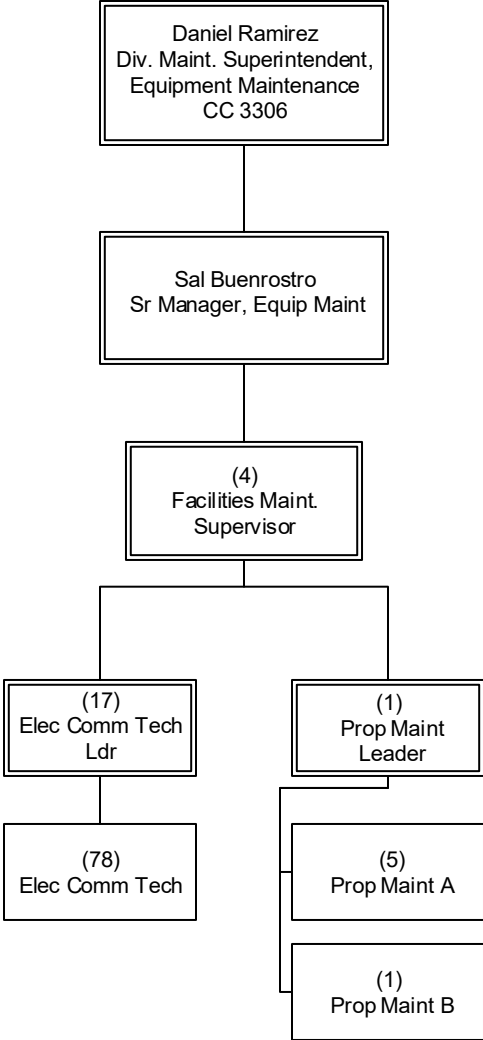 Daniel Ramirez
Div. Maint. Superintendent,
Equipment Maintenance
CC 3306
Sal Buenrostro
Sr Manager, Equip Maint
(4)
Facilities Maint.
Supervisor
(17)
Elec Comm Tech
Ldr
(78)
Elec Comm Tech
(1)
Prop Maint
Leader
(5)
Prop Maint A
(1)
Prop Maint B